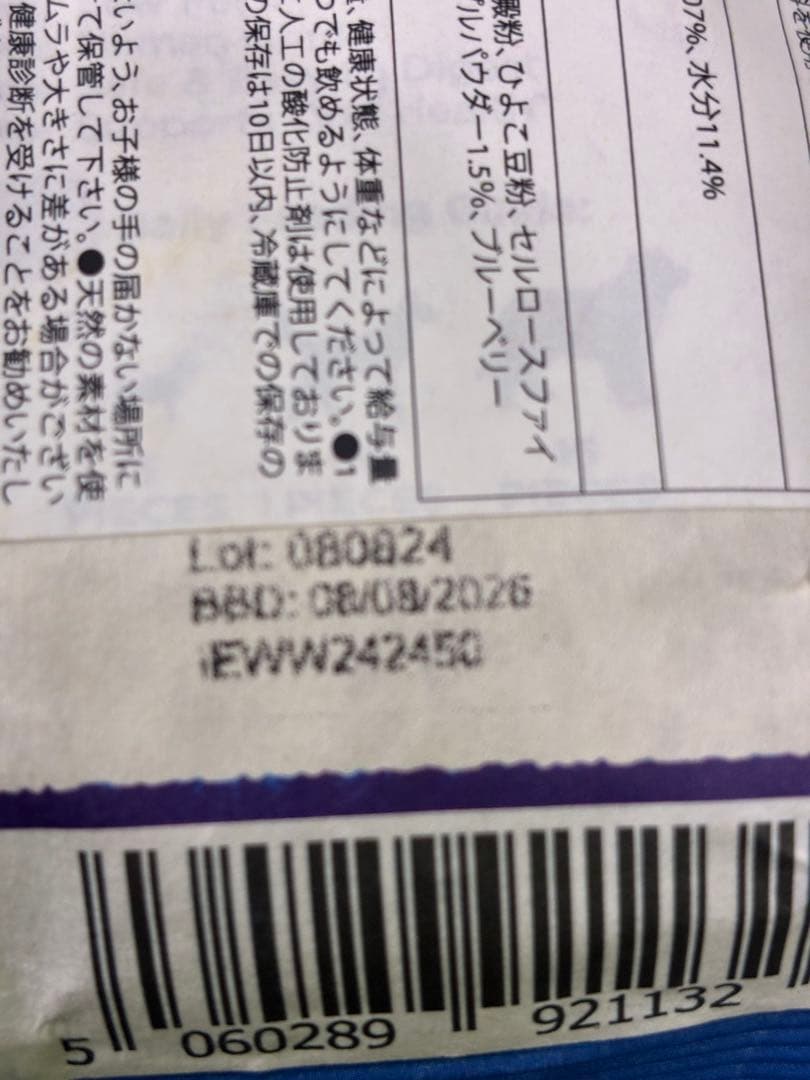 07%、水分11.4%
穀粉、ひよこ豆粉、セルロースファイ
ルパウダー1.5%、ブルーベリー
健康状態、体重などによって給与量
つでも飲めるようにしてください。●1
人工の酸化防止剤は使用しておりま
の保存は10日以内、冷蔵庫での保存の
いよう、お子様の手の届かない場所に
て保管して下さい。●天然の素材を使
ムラや大きさに差がある場合がござい
健康診断を受けることをお勧めいたし
Lot: 080824
BBD: 08/08/2026
iEWW242450
5 060289 921132